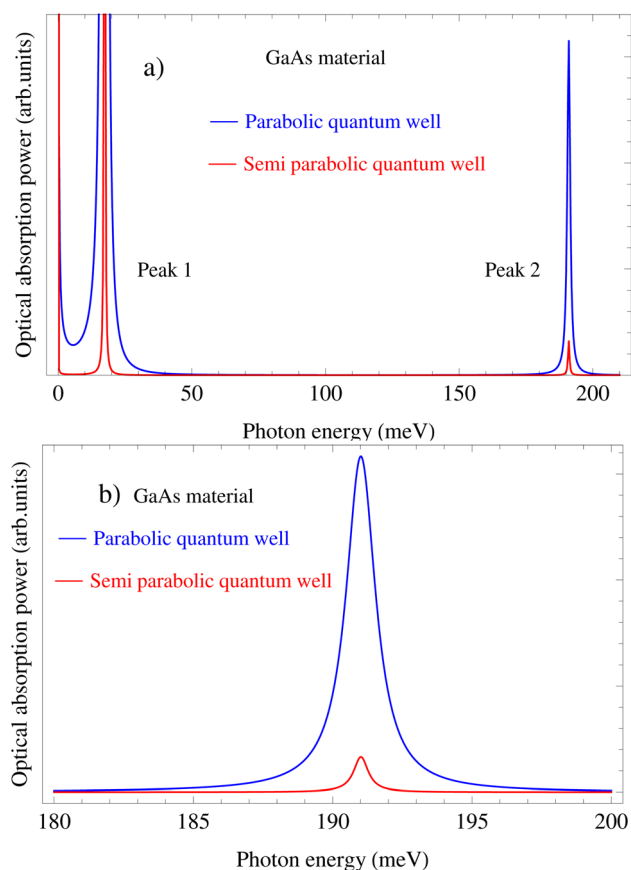 a)
GaAs material
Parabolic quantum well
Semi parabolic quantum well
Peak 1
Peak 2
Optical absorption power (arb.units)
0 50 100 150 200
Photon energy (meV)
b) GaAs material
Parabolic quantum well
Semi parabolic quantum well
Optical absorption power (arb.units)
180 185 190 195 200
Photon energy (meV)